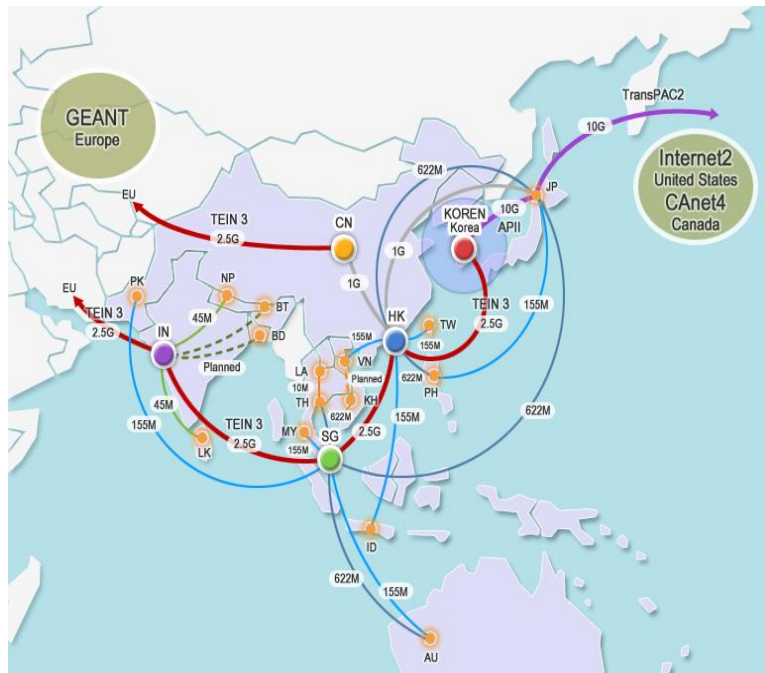 GEANT
Europe
TransPAC2
10G
Internet2
United States
CAnet4
Canada
622M
JP
EU
TEIN 3
2.5G
CN
KOREN
Korea
10G
APII
1G
1G
EU
TEIN 3
2.5G
PK
NP
BT
45M
IN
BD
Planned
HK
TEIN 3
2.5G
155M
155M
TW
155M
VN
LA
Planned
10M
622M
PH
TH
KH
622M
45M
155M
TEIN 3
2.5G
LK
MY
155M
SG
2.5G
155M
622M
ID
622M
155M
AU